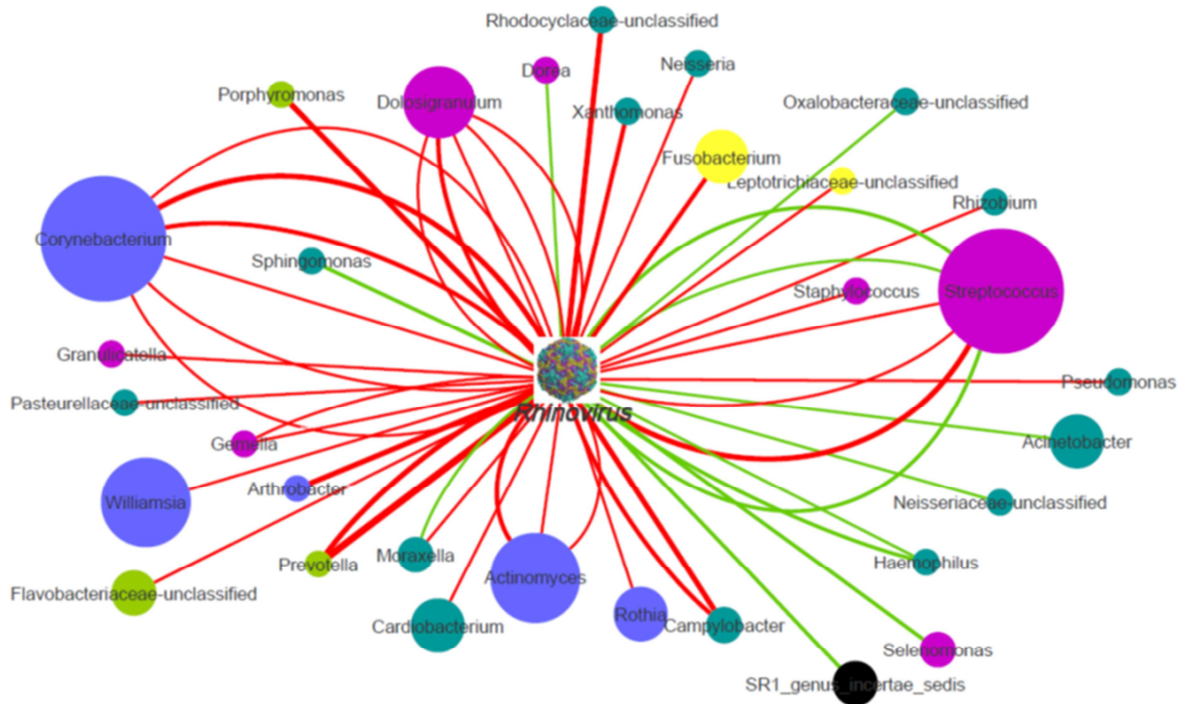 Rhodocyclaceae-unclassified
Neisseria
Dorea
Porphyromonas
Dolosigranulum
Oxalobacteraceae-unclassified
Xanthomonas
Fusobacterium
Leptotrichiaceae-unclassified
Rhizobium
Corynebacterium
Sphingomonas
Staphylococcus
Streptococcus
Granulicatella
Pseudomonas
Pasteurellaceae-unclassified
Rhinovirus
Gemella
Acinetobacter
Arthrobacter
Williamsia
Neisseriaceae-unclassified
Moraxella
Prevotella
Haemophilus
Actinomyces
Flavobacteriaceae-unclassified
Rothia
Cardiobacterium
Campylobacter
Selenomonas
SR1_genus_incertae_sedis